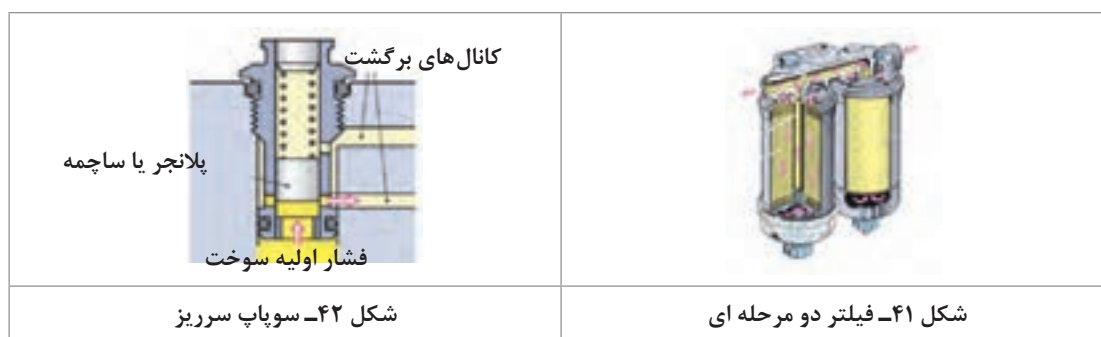 کانال‌های برگشت
پلانجر یا ساچمه
فشار اولیه سوخت
شکل ۴۱ـ فیلتر دو مرحله ای
شکل ۴۲ـ سوپاپ سرریز